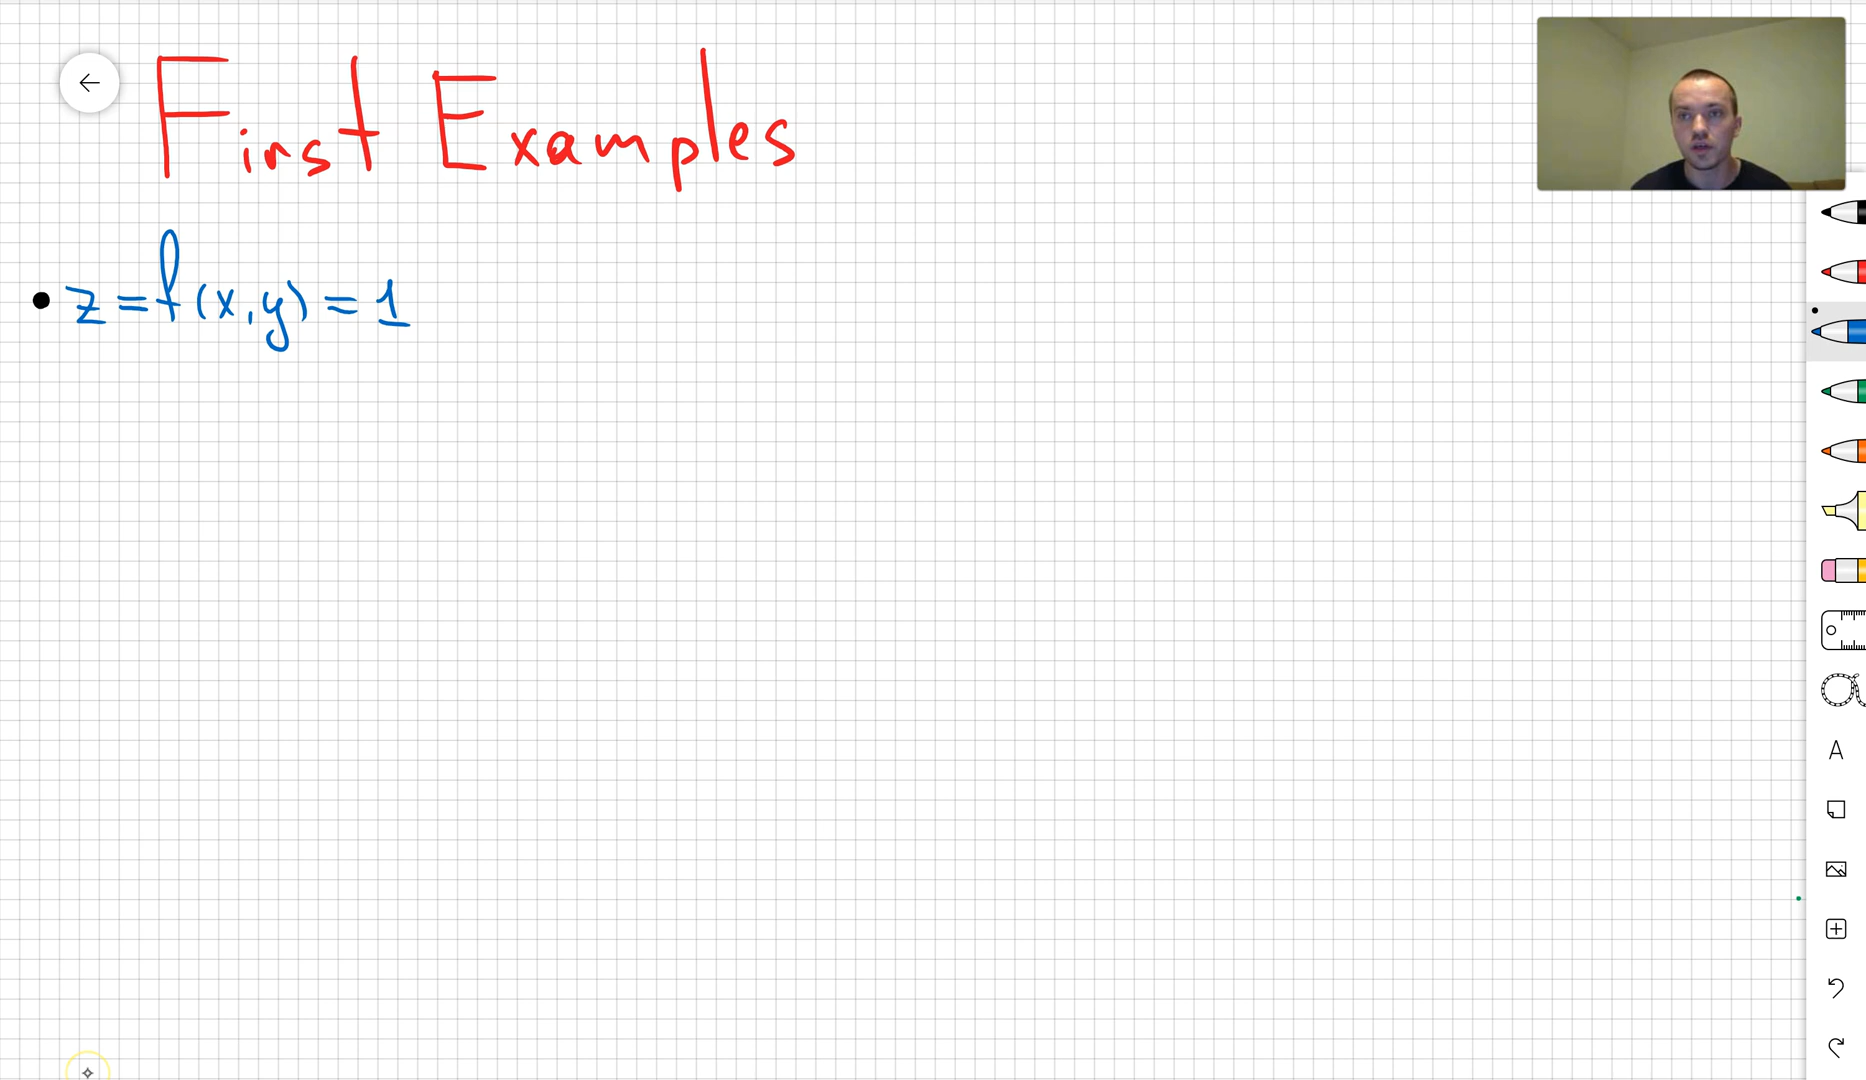 First Examples
• z = f(x,y) = 1
A